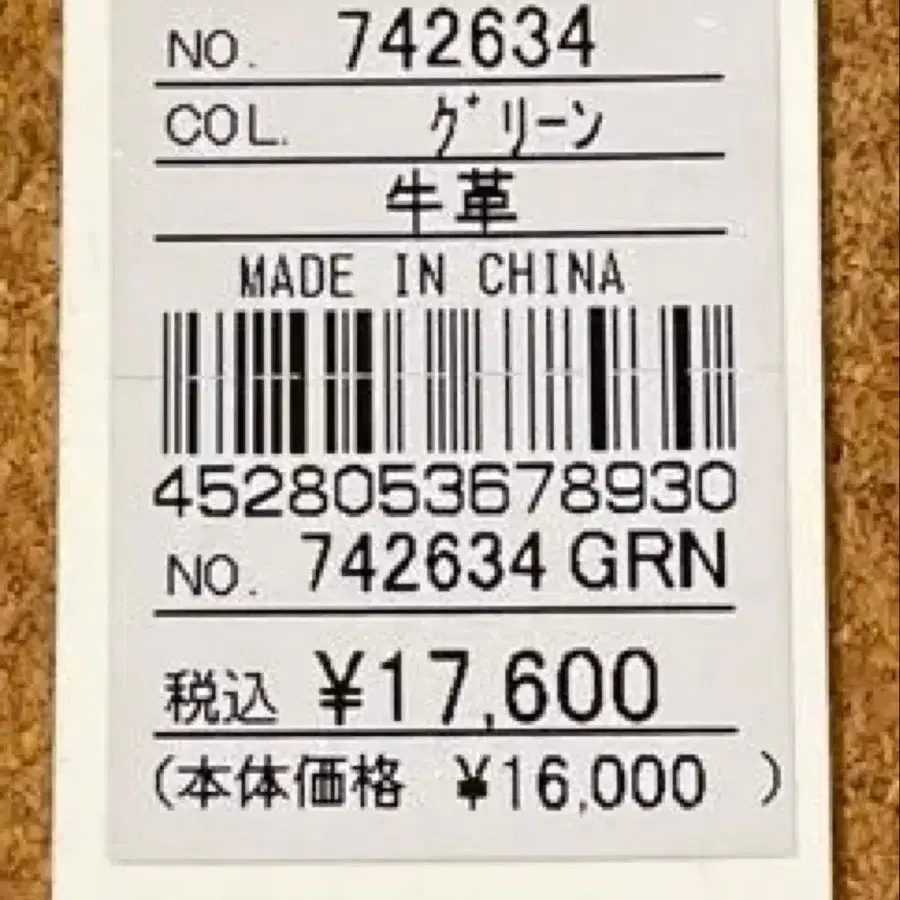 NO. 742634
COL. グリーン
牛革
MADE IN CHINA
4528053678930
NO. 742634 GRN
税込 ¥17,600
(本体価格 ¥16,000 )